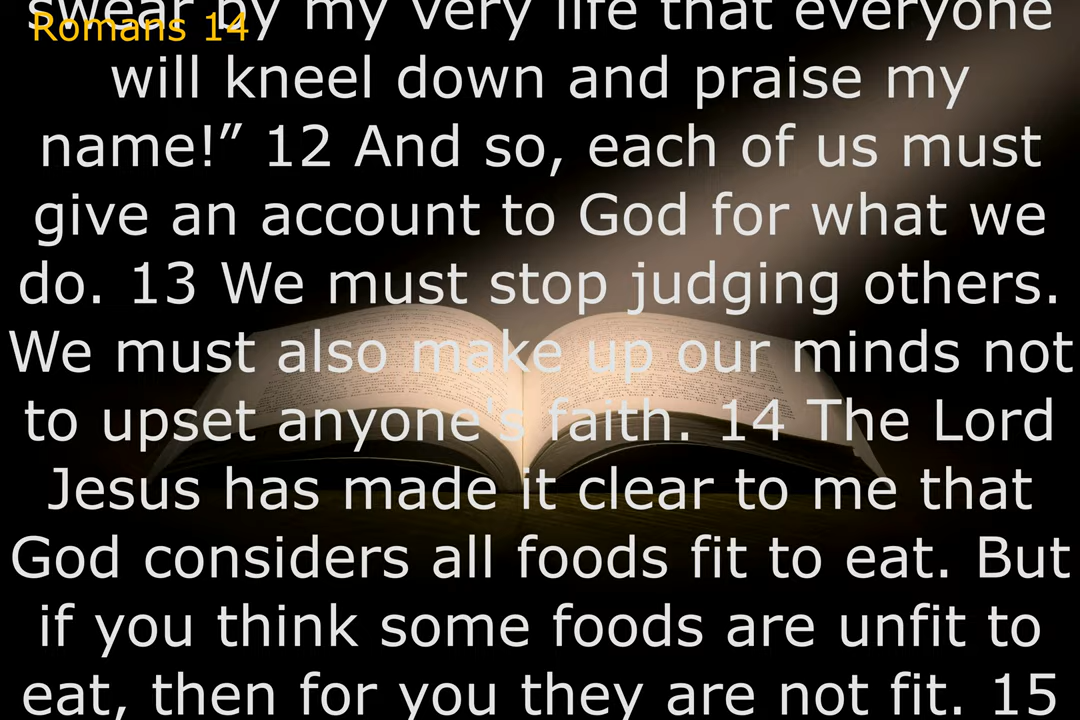 swear by my very life that everyone
Romans 14
will kneel down and praise my
name!” 12 And so, each of us must
give an account to God for what we
do. 13 We must stop judging others.
We must also make up our minds not
to upset anyone's faith. 14 The Lord
Jesus has made it clear to me that
God considers all foods fit to eat. But
if you think some foods are unfit to
eat, then for you they are not fit. 15